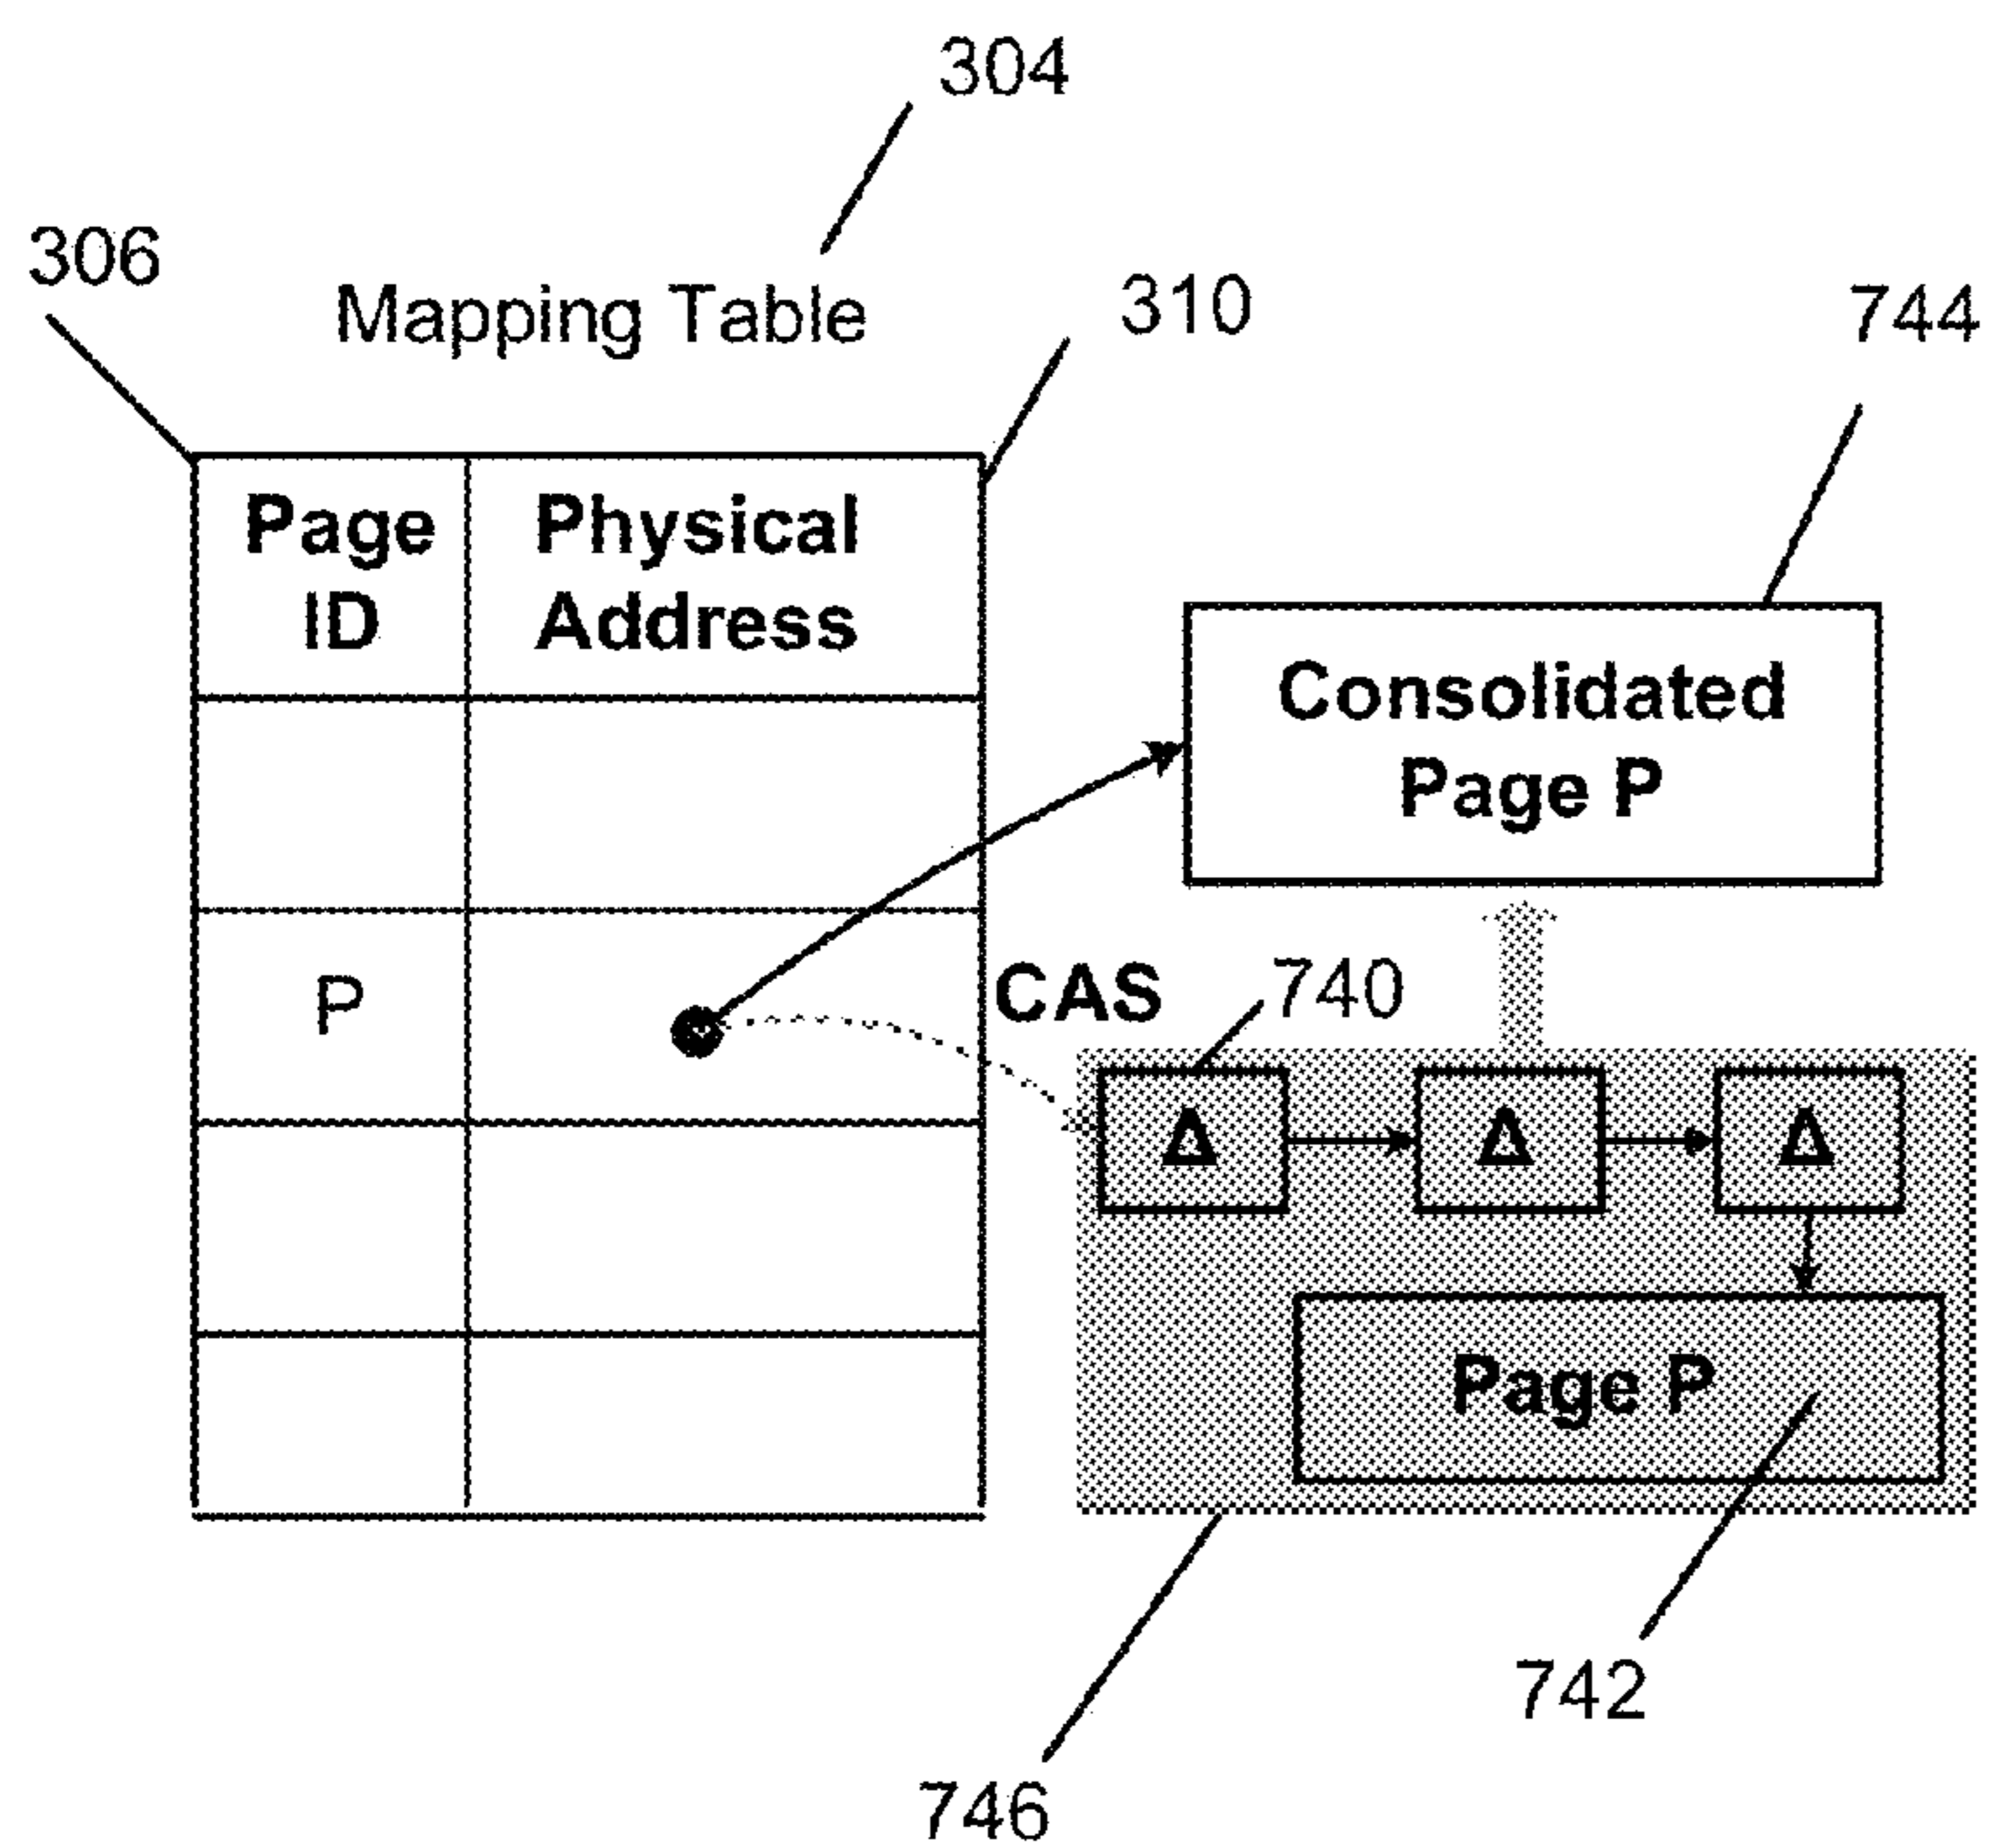 304
306
Mapping Table
310
744
Page
ID
Physical
Address
Consolidated
Page P
P
CAS
740
Δ
Δ
Δ
Page P
742
746